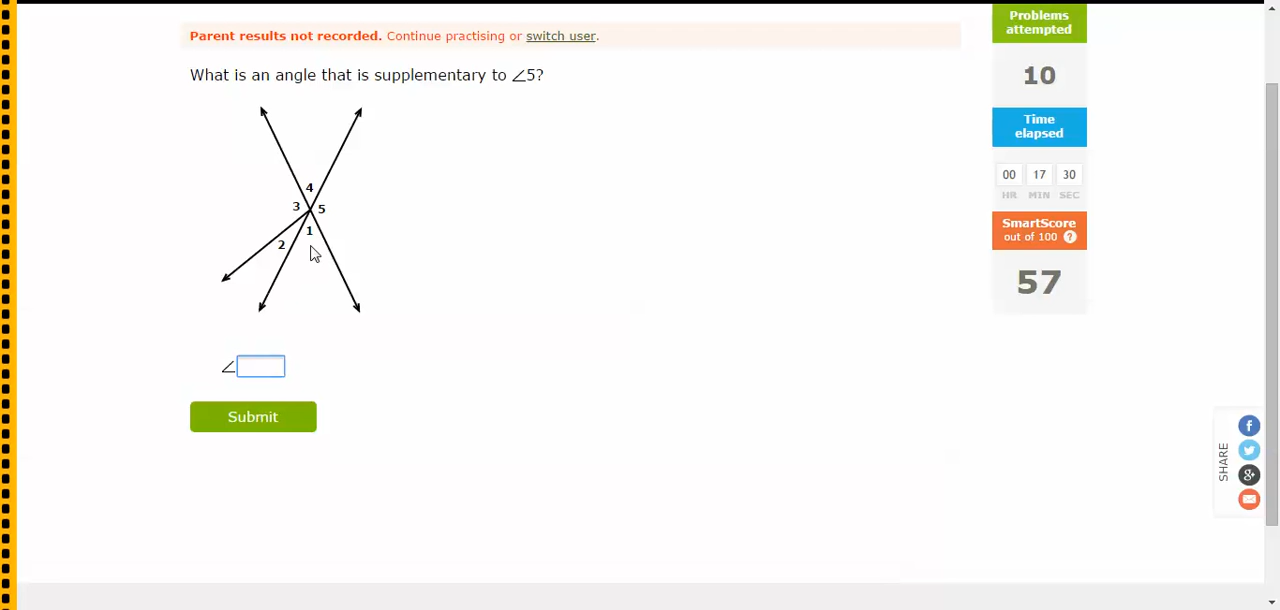 Parent results not recorded. Continue practising or switch user.
What is an angle that is supplementary to ∠5?
4
3 5
1
2
∠
Submit
Problems
attempted
10
Time
elapsed
00 17 30
HR MIN SEC
SmartScore
out of 100 ?
57
SHARE
f
g+